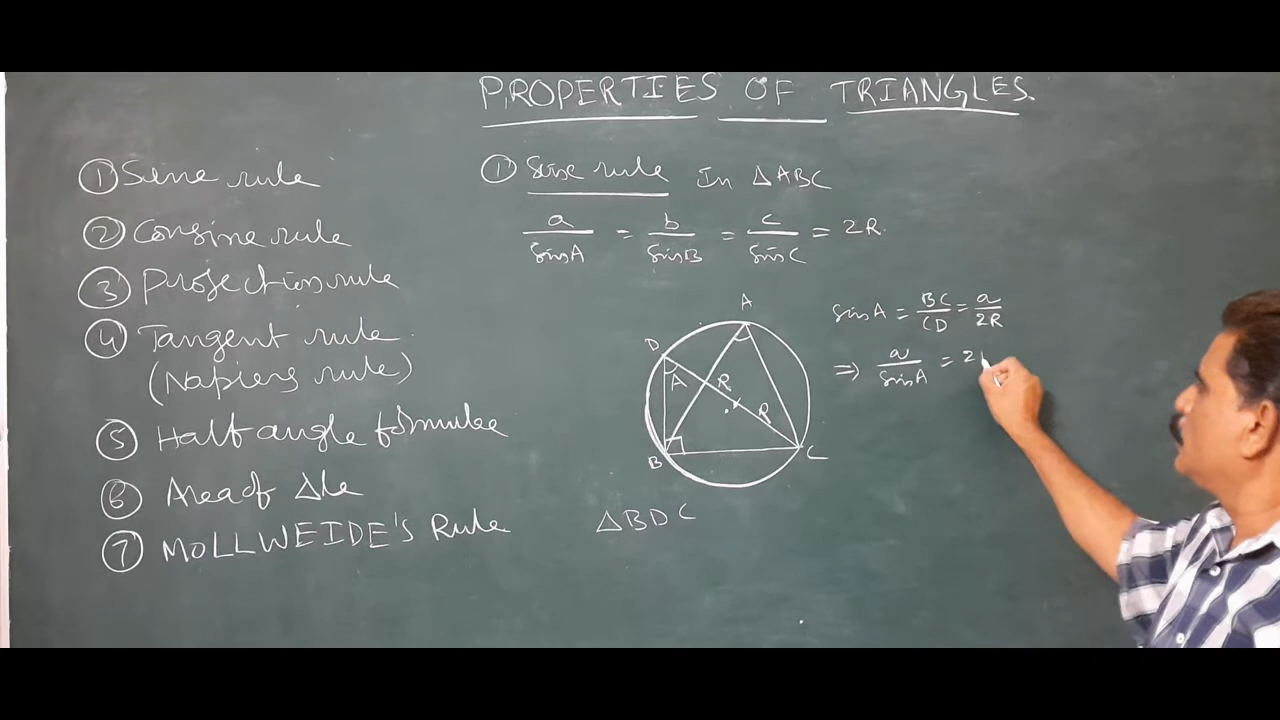 PROPERTIES OF TRIANGLES.
① Sine rule
② Consine rule
③ Projection rule
④ Tangent rule.
(Napiers rule)
⑤ Half angle formulee
⑥ Area of Δle
⑦ MOLLWEIDE'S Rule
① Sine rule In ΔABC
a/sinA = b/sinB = c/sinC = 2R.
A
D
A
R
R
B
C
sinA = BC/CD = a/2R
⇒ a/sinA = 2
ΔBDC